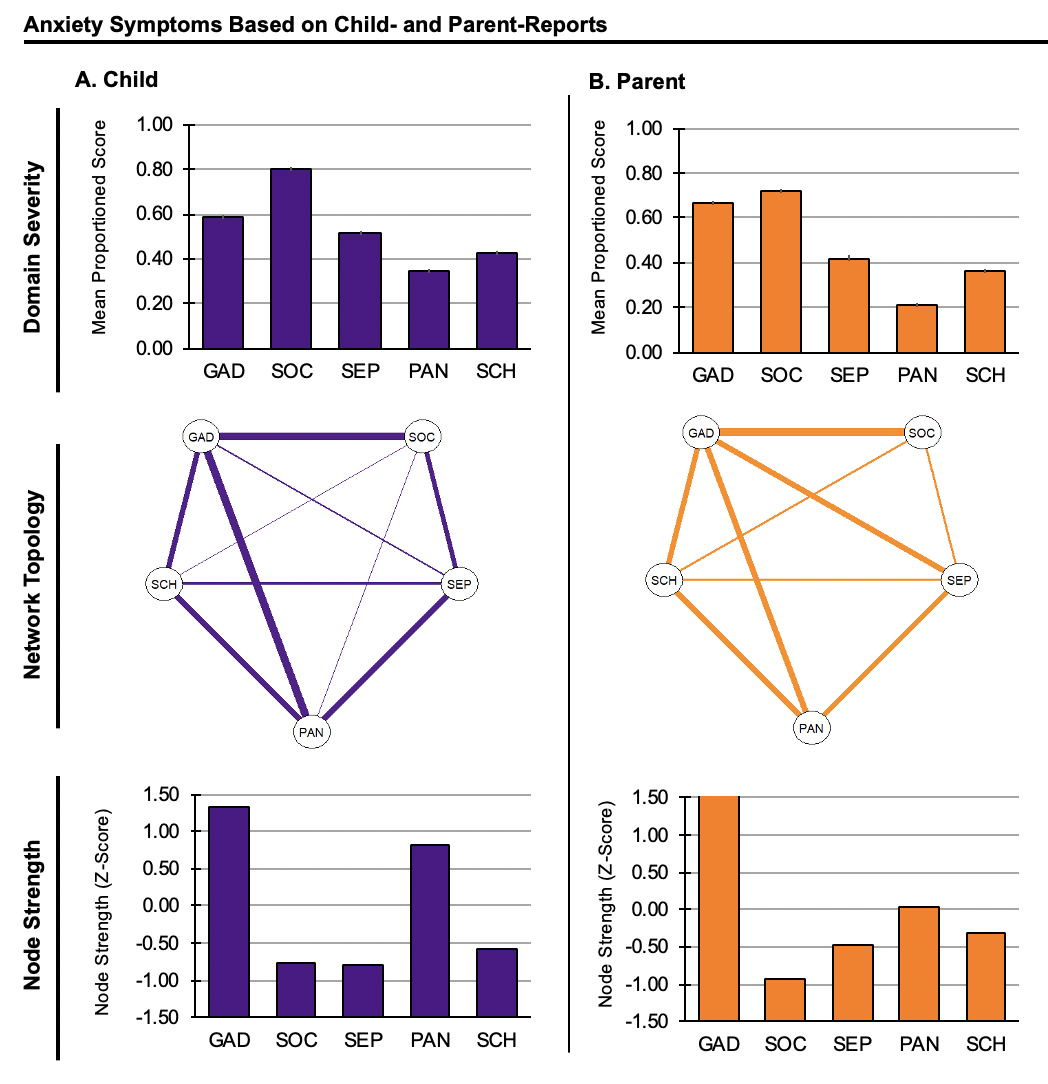 Anxiety Symptoms Based on Child- and Parent-Reports
A. Child
B. Parent
Domain Severity
Mean Proportioned Score
1.00
0.80
0.60
0.40
0.20
0.00
GAD SOC SEP PAN SCH
Mean Proportioned Score
1.00
0.80
0.60
0.40
0.20
0.00
GAD SOC SEP PAN SCH
Network Topology
GAD SOC
SCH SEP
PAN
GAD SOC
SCH SEP
PAN
Node Strength
Node Strength (Z-Score)
1.50
1.00
0.50
0.00
-0.50
-1.00
-1.50
GAD SOC SEP PAN SCH
Node Strength (Z-Score)
1.50
1.00
0.50
0.00
-0.50
-1.00
-1.50
GAD SOC SEP PAN SCH